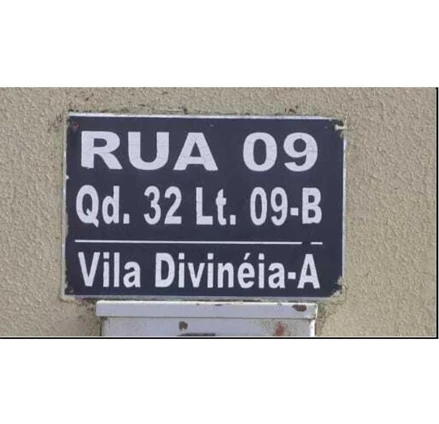 RUA 09
Qd. 32 Lt. 09-B
Vila Divinéia-A